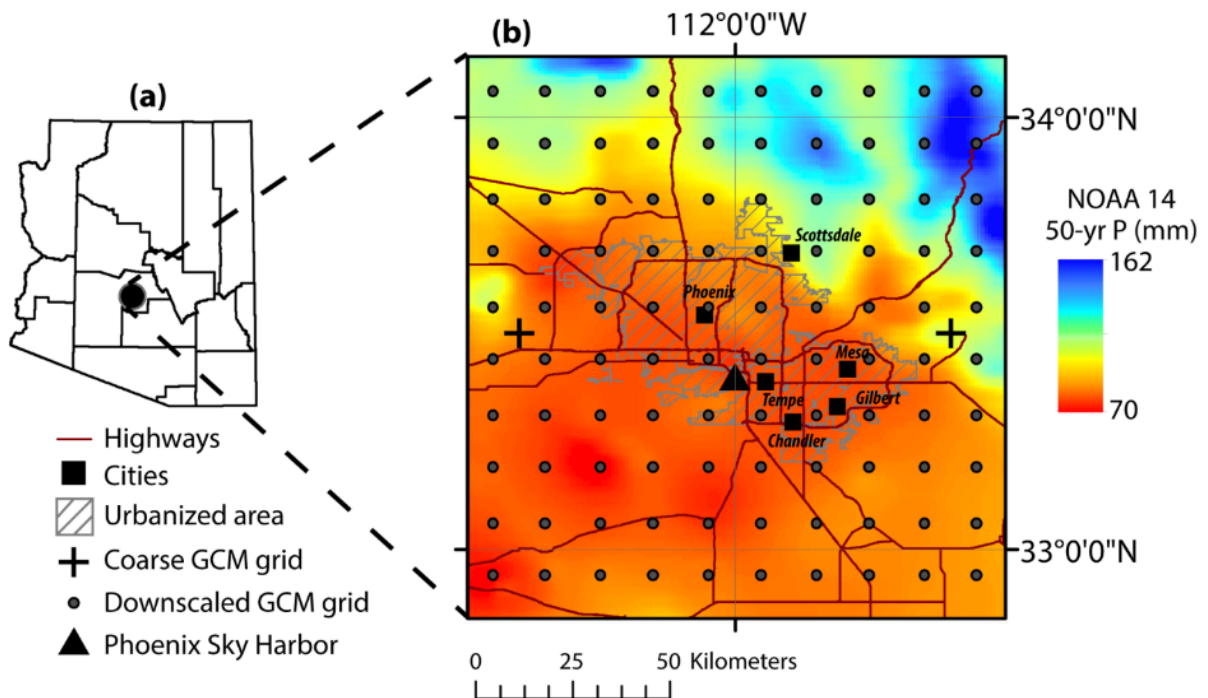 (a)
(b)
112°0'0"W
34°0'0"N
33°0'0"N
Scottsdale
Phoenix
Mesa
Tempe
Gilbert
Chandler
NOAA 14
50-yr P (mm)
162
70
Highways
Cities
Urbanized area
Coarse GCM grid
Downscaled GCM grid
Phoenix Sky Harbor
0 25 50 Kilometers